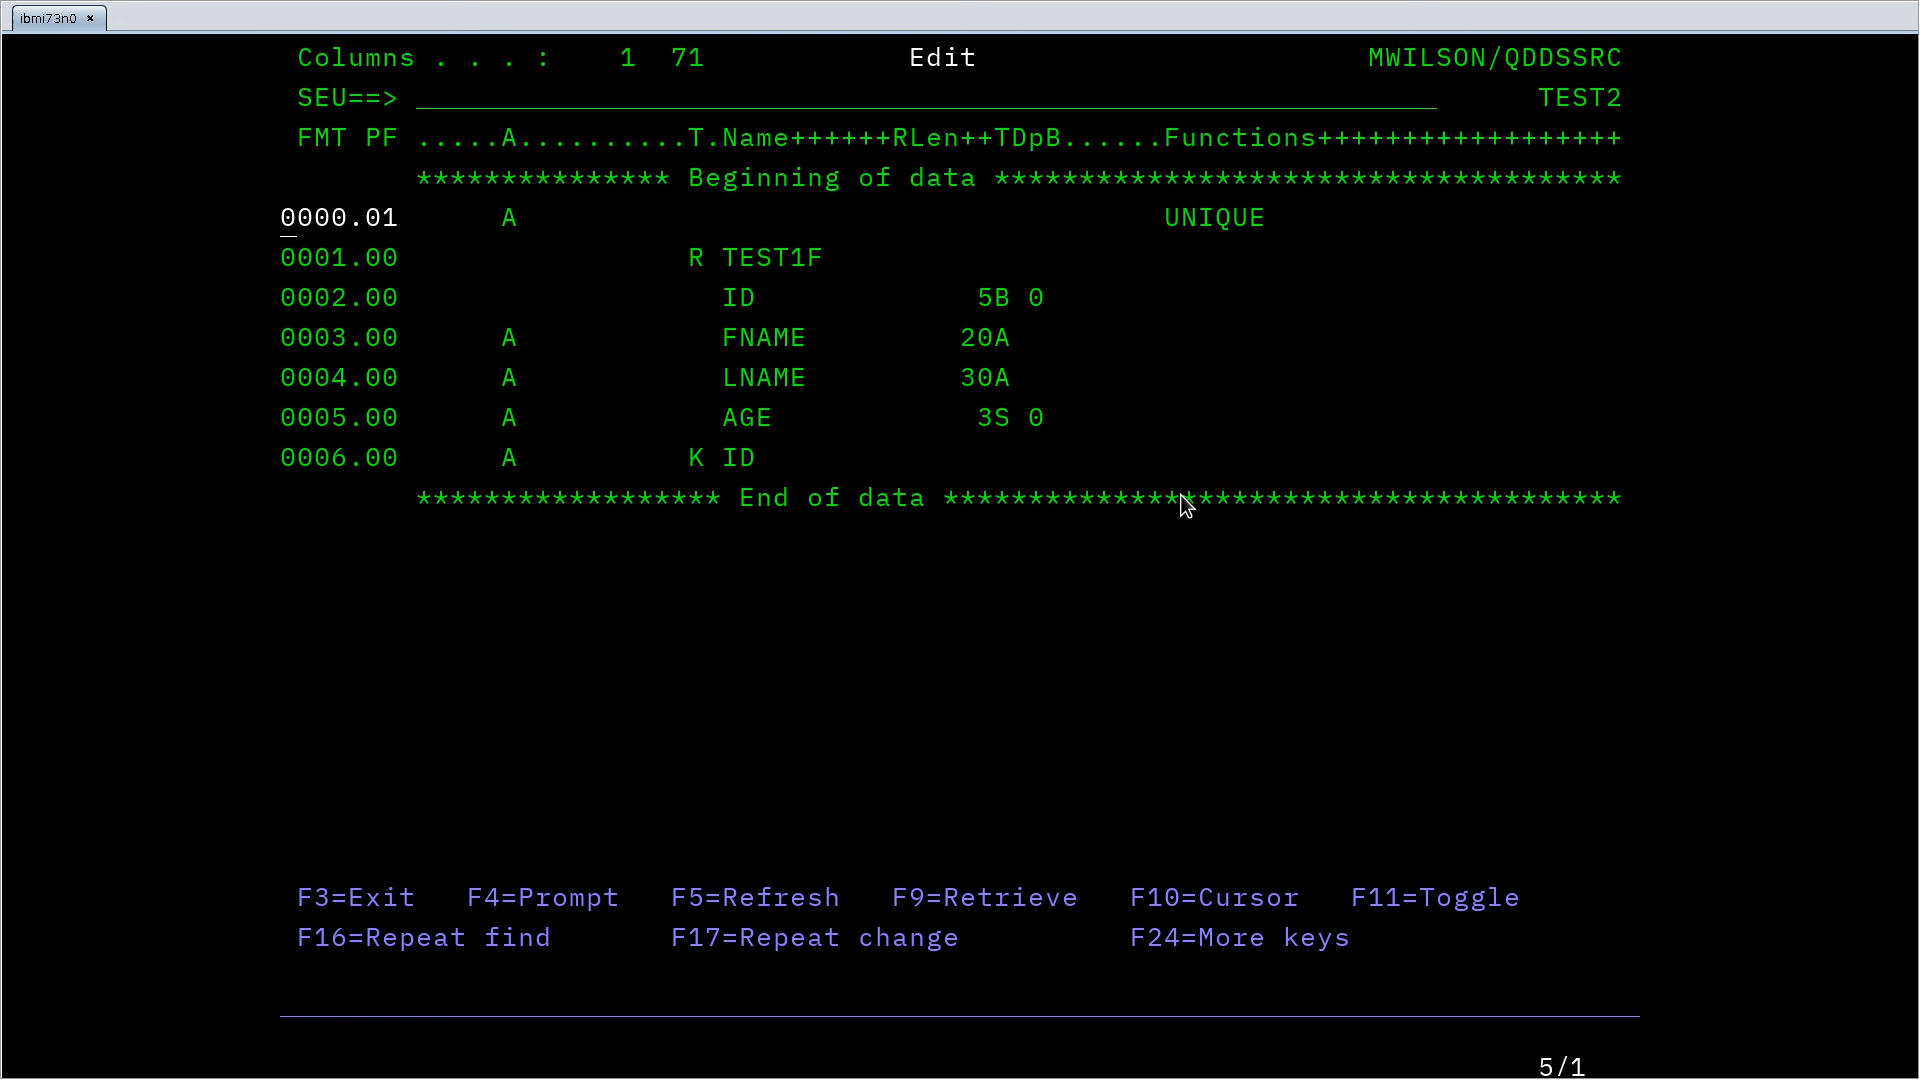 ibmi73n0 ×
Columns . . . :    1  71            Edit                       MWILSON/QDDSSRC
SEU==> ____________________________________________________________      TEST2
FMT PF .....A..........T.Name++++++RLen++TDpB......Functions++++++++++++++++++
*************** Beginning of data *************************************
0000.01      A                                      UNIQUE
0001.00                 R TEST1F
0002.00                   ID             5B 0
0003.00      A            FNAME         20A
0004.00      A            LNAME         30A
0005.00      A            AGE            3S 0
0006.00      A          K ID
****************** End of data ****************************************
F3=Exit   F4=Prompt   F5=Refresh   F9=Retrieve   F10=Cursor   F11=Toggle
F16=Repeat find       F17=Repeat change          F24=More keys
5/1